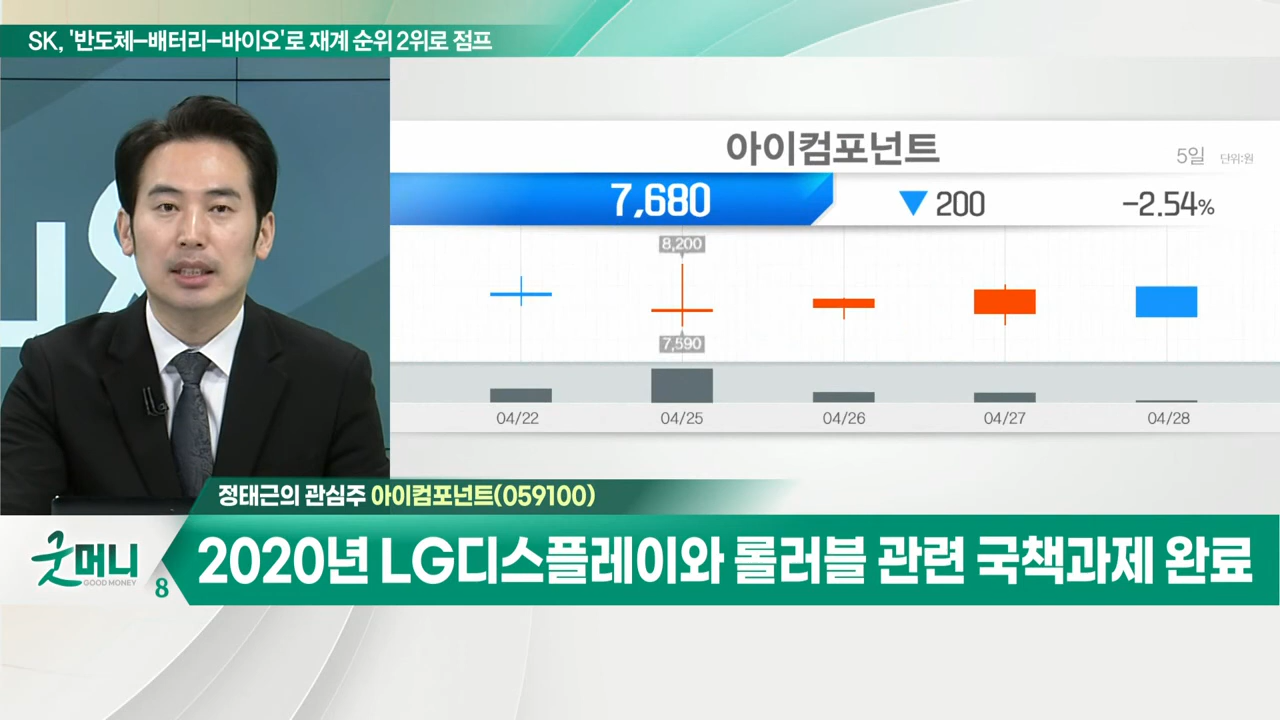 SK, '반도체-배터리-바이오'로 재계 순위 2위로 점프
아이컴포넌트
5일 단위:원
7,680 ▼ 200 -2.54%
8,200
7,590
04/22 04/25 04/26 04/27 04/28
정태근의 관심주 아이컴포넌트(059100)
굿머니
GOOD MONEY
8
2020년 LG디스플레이와 롤러블 관련 국책과제 완료